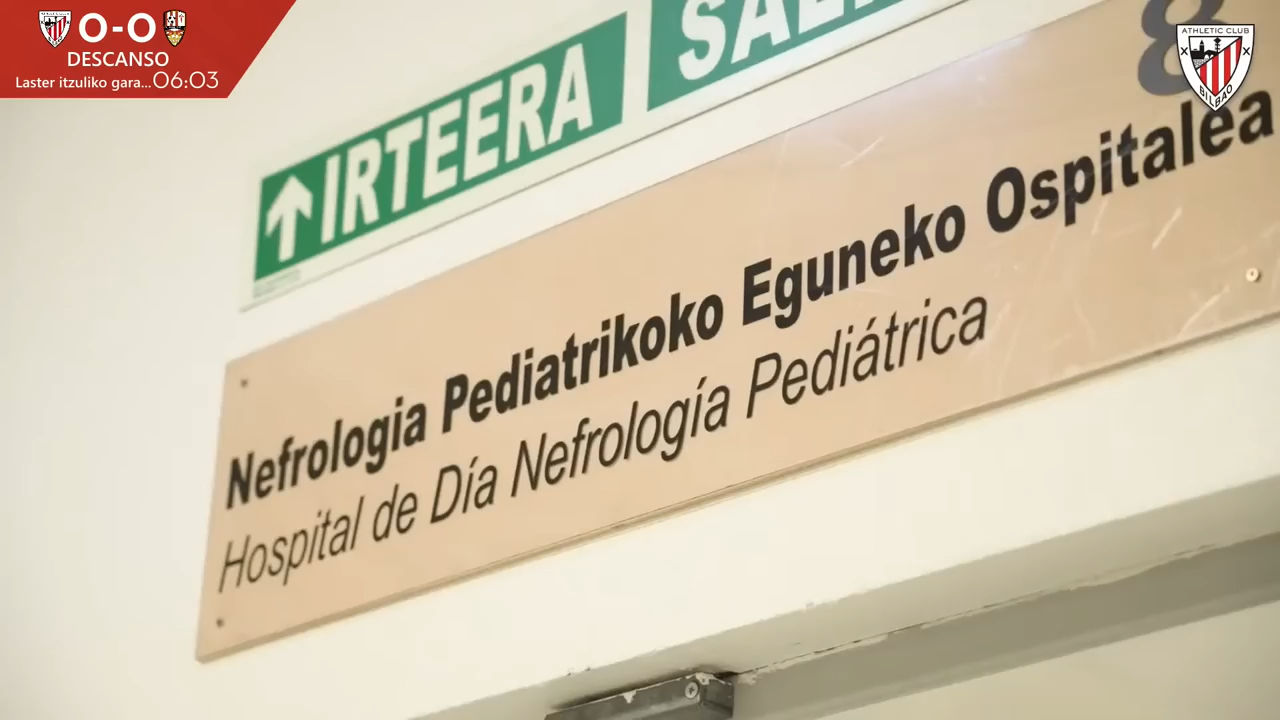 0-0
DESCANSO
Laster itzuliko gara...06:03
ATHLETIC CLUB
BILBAO
IRTEERA
8
Nefrologia Pediatrikoko Eguneko Ospitalea
Hospital de Día Nefrología Pediátrica